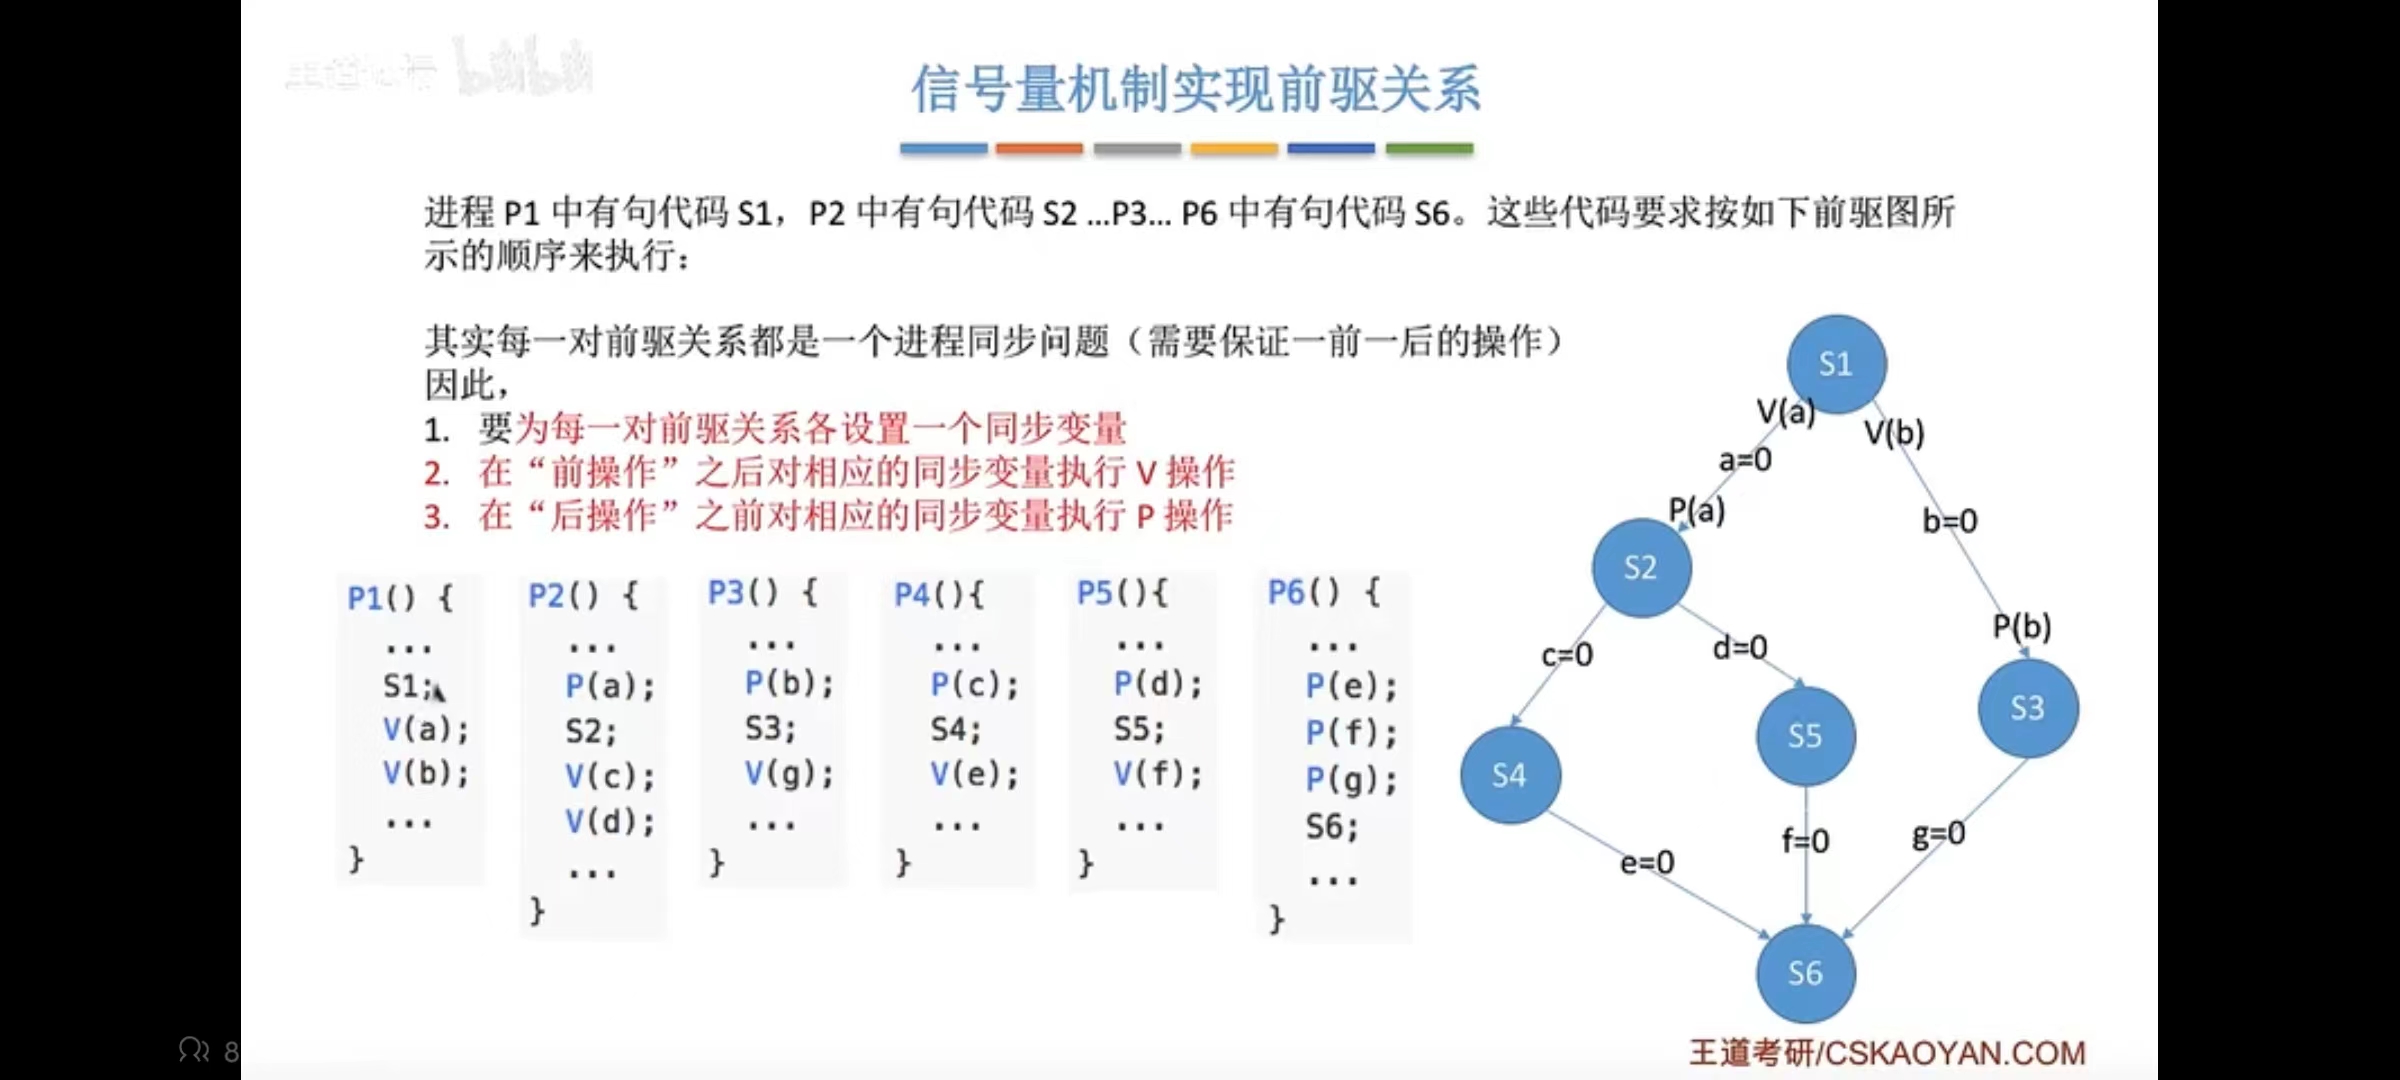 信号量机制实现前驱关系
进程 P1 中有句代码 S1，P2 中有句代码 S2 ...P3... P6 中有句代码 S6。这些代码要求按如下前驱图所
示的顺序来执行：
其实每一对前驱关系都是一个进程同步问题（需要保证一前一后的操作）
因此，
1. 要为每一对前驱关系各设置一个同步变量
2. 在“前操作”之后对相应的同步变量执行 V 操作
3. 在“后操作”之前对相应的同步变量执行 P 操作
P1() {
...
S1;
V(a);
V(b);
...
}
P2() {
...
P(a);
S2;
V(c);
V(d);
...
}
P3() {
...
P(b);
S3;
V(g);
...
}
P4(){
...
P(c);
S4;
V(e);
...
}
P5(){
...
P(d);
S5;
V(f);
...
}
P6() {
...
P(e);
P(f);
P(g);
S6;
...
}
S1
V(a)
V(b)
a=0
P(a)
b=0
S2
P(b)
c=0
d=0
S3
S5
S4
g=0
f=0
e=0
S6
王道考研/CSKAOYAN.COM
8